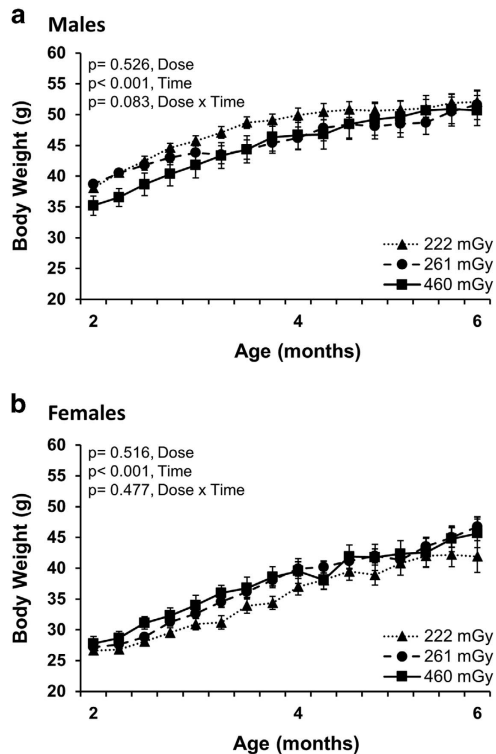 a Males
p= 0.526, Dose
p< 0.001, Time
p= 0.083, Dose x Time
60
55
50
45
40
35
30
25
20
Body Weight (g)
222 mGy
261 mGy
460 mGy
2 4 6
Age (months)
b Females
p= 0.516, Dose
p< 0.001, Time
p= 0.477, Dose x Time
60
55
50
45
40
35
30
25
20
Body Weight (g)
222 mGy
261 mGy
460 mGy
2 4 6
Age (months)